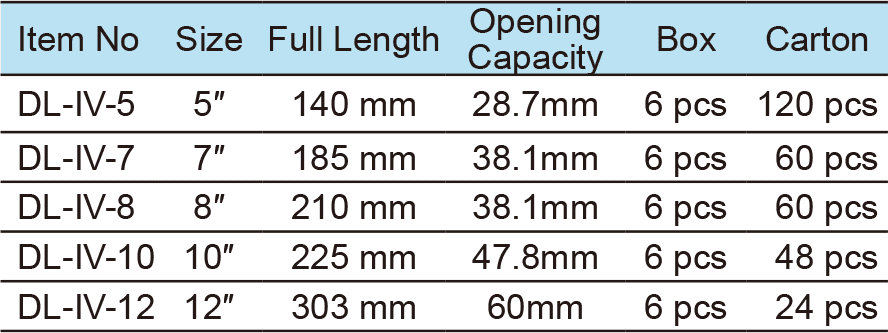 Item No Size Full Length Opening Capacity Box Carton
DL-IV-5 5″ 140 mm 28.7mm 6 pcs 120 pcs
DL-IV-7 7″ 185 mm 38.1mm 6 pcs 60 pcs
DL-IV-8 8″ 210 mm 38.1mm 6 pcs 60 pcs
DL-IV-10 10″ 225 mm 47.8mm 6 pcs 48 pcs
DL-IV-12 12″ 303 mm 60mm 6 pcs 24 pcs